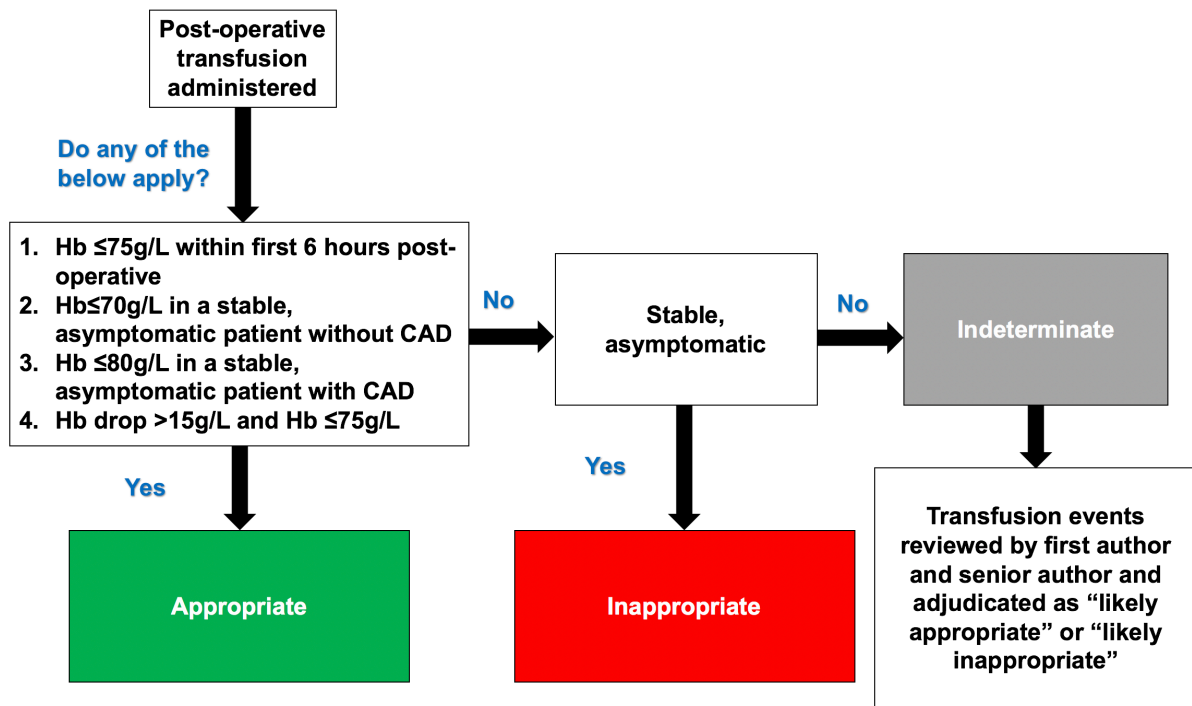 Post-operative
transfusion
administered
Do any of the
below apply?
1. Hb ≤75g/L within first 6 hours post-
operative
2. Hb≤70g/L in a stable,
asymptomatic patient without CAD
3. Hb ≤80g/L in a stable,
asymptomatic patient with CAD
4. Hb drop >15g/L and Hb ≤75g/L
No
Stable,
asymptomatic
No
Indeterminate
Yes
Appropriate
Yes
Inappropriate
Transfusion events
reviewed by first author
and senior author and
adjudicated as “likely
appropriate” or “likely
inappropriate”